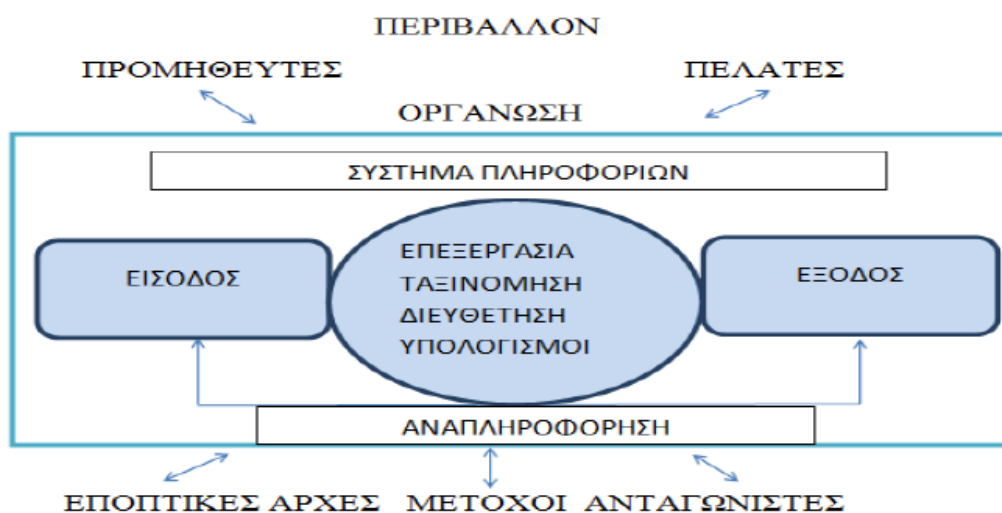 ΠΕΡΙΒΑΛΛΟΝ
ΠΡΟΜΗΘΕΥΤΕΣ ΠΕΛΑΤΕΣ
ΟΡΓΑΝΩΣΗ
ΣΥΣΤΗΜΑ ΠΛΗΡΟΦΟΡΙΩΝ
ΕΙΣΟΔΟΣ
ΕΠΕΞΕΡΓΑΣΙΑ
ΤΑΞΙΝΟΜΗΣΗ
ΔΙΕΥΘΕΤΗΣΗ
ΥΠΟΛΟΓΙΣΜΟΙ
ΕΞΟΔΟΣ
ΑΝΑΠΛΗΡΟΦΟΡΗΣΗ
ΕΠΟΠΤΙΚΕΣ ΑΡΧΕΣ ΜΕΤΟΧΟΙ ΑΝΤΑΓΩΝΙΣΤΕΣ